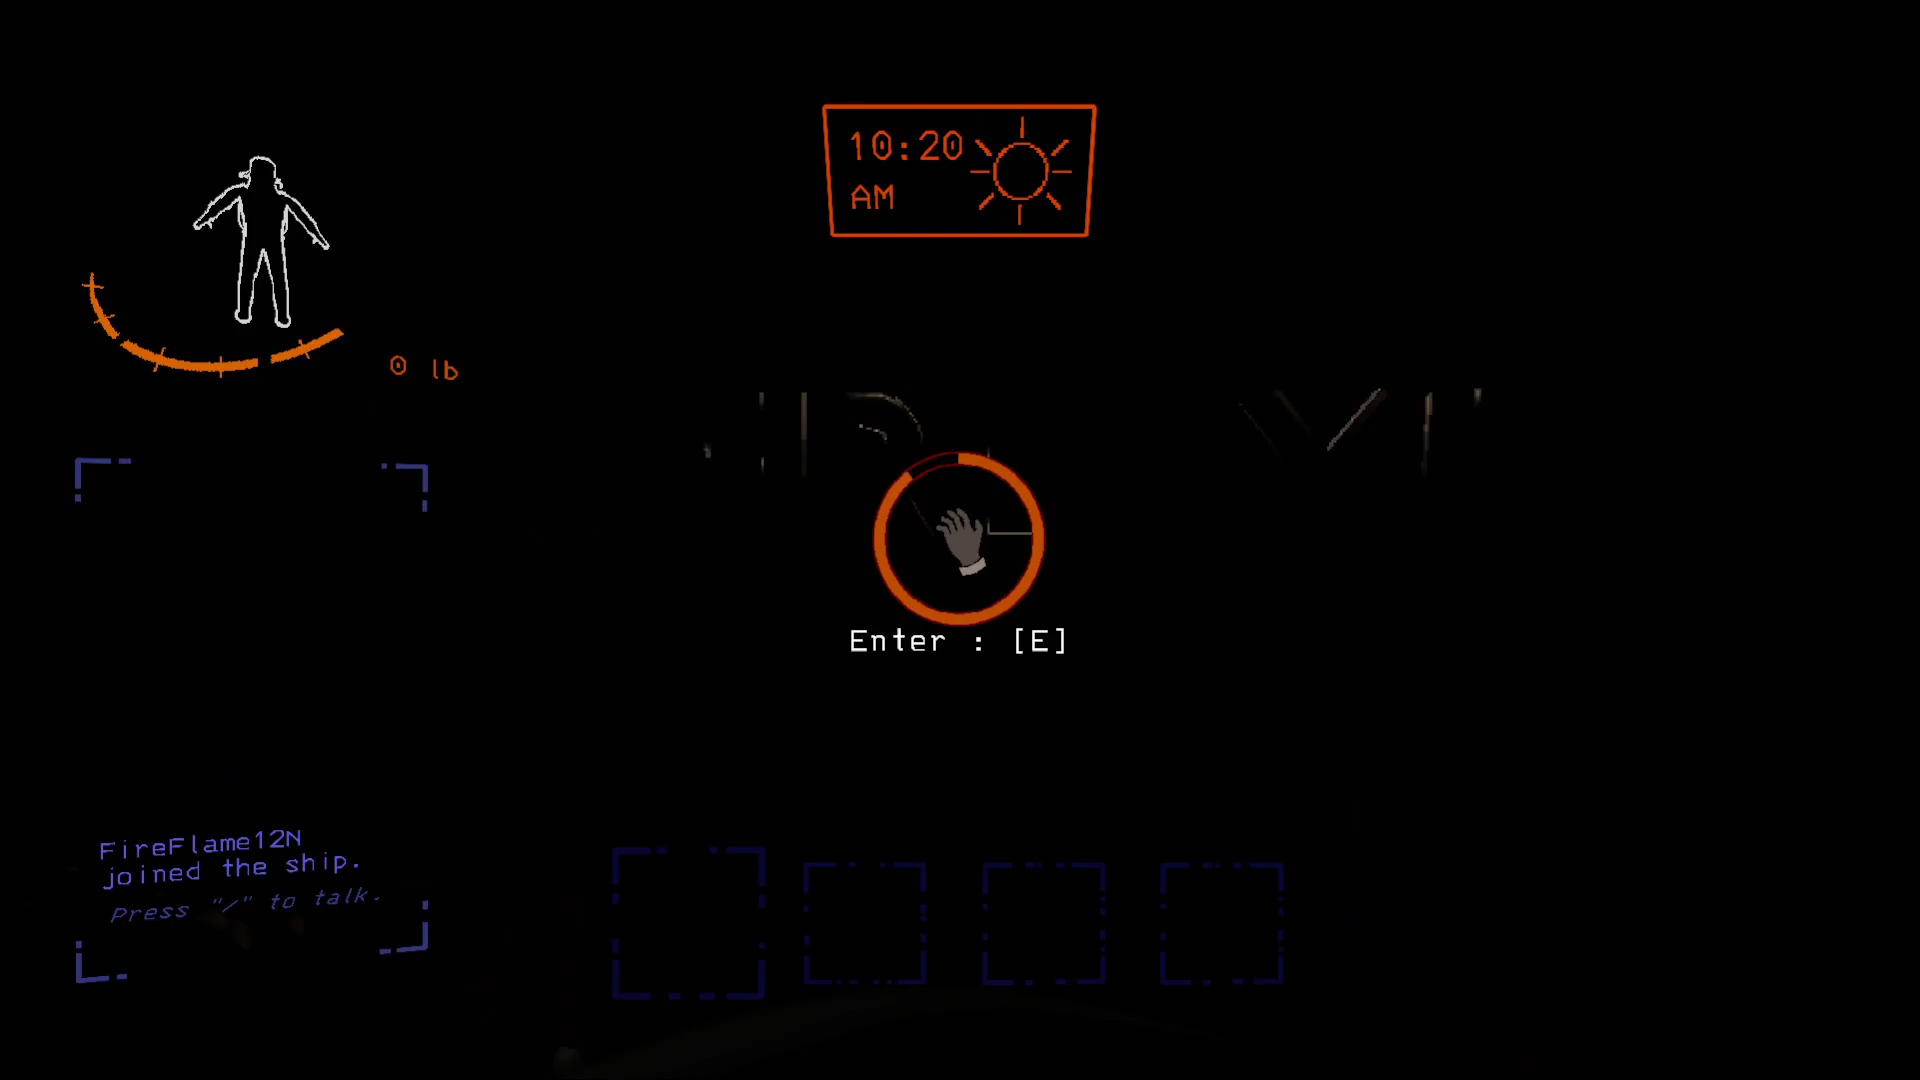 10:20
AM
0 lb
Enter : [E]
FireFlame12N
joined the ship.
Press "/" to talk.